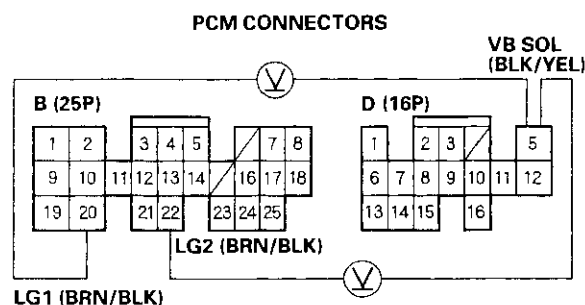 PCM CONNECTORS
VB SOL
(BLK/YEL)
V
B (25P)
D (16P)
1 2 3 4 5 7 8
1 2 3 5
9 10 11 12 13 14 16 17 18
6 7 8 9 10 11 12
19 20 21 22 23 24 25
13 14 15 16
LG2 (BRN/BLK)
V
LG1 (BRN/BLK)